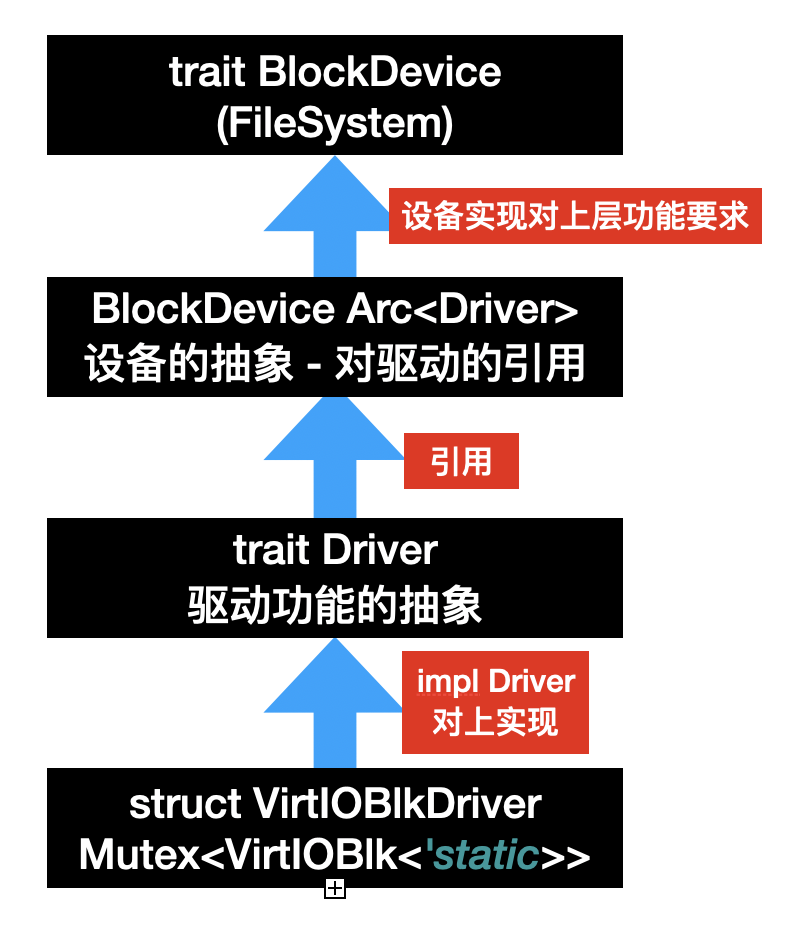 trait BlockDevice
(FileSystem)
设备实现对上层功能要求
BlockDevice Arc<Driver>
设备的抽象 - 对驱动的引用
引用
trait Driver
驱动功能的抽象
impl Driver
对上实现
struct VirtIOBlkDriver
Mutex<VirtIOBlk<'static>>